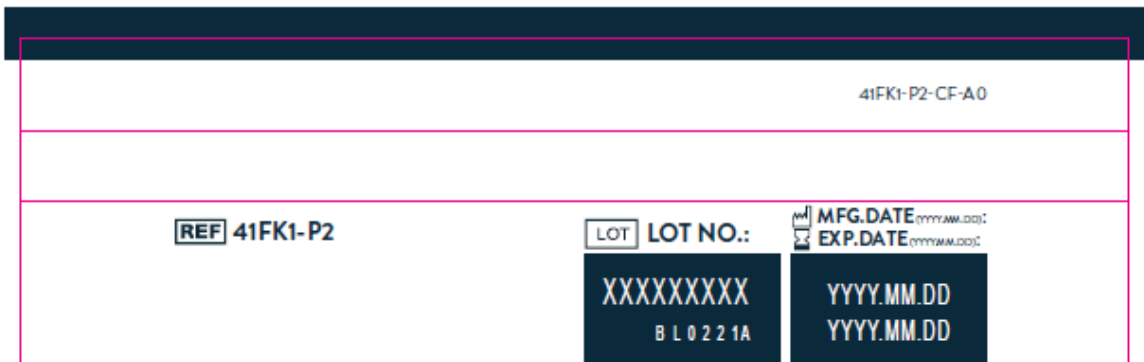 41FK1-P2-CF-A0
REF 41FK1-P2
LOT LOT NO.:
MFG.DATE(YYYY.MM.DD):
EXP.DATE(YYYY.MM.DD):
XXXXXXXXX
BL0221A
YYYY.MM.DD
YYYY.MM.DD